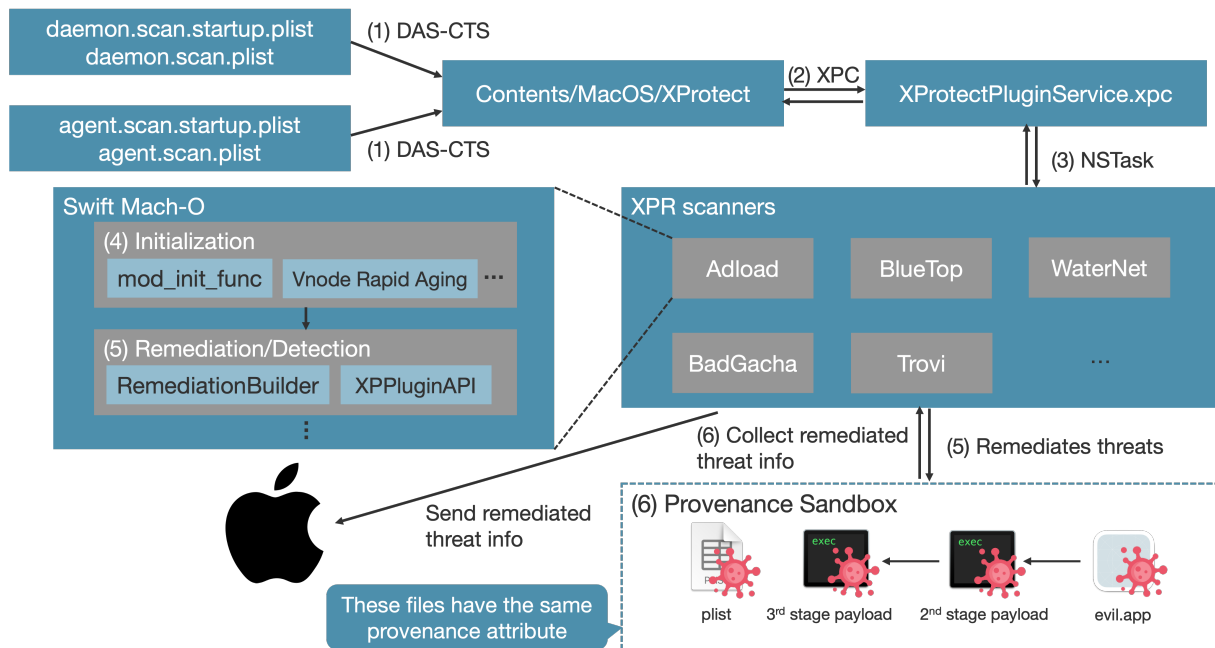 daemon.scan.startup.plist
daemon.scan.plist
(1) DAS-CTS
agent.scan.startup.plist
agent.scan.plist
(1) DAS-CTS
Contents/MacOS/XProtect
(2) XPC
XProtectPluginService.xpc
(3) NSTask
Swift Mach-O
(4) Initialization
mod_init_func
Vnode Rapid Aging
...
(5) Remediation/Detection
RemediationBuilder
XPPluginAPI
...
XPR scanners
Adload
BlueTop
WaterNet
BadGacha
Trovi
...
(6) Collect remediated
threat info
(5) Remediates threats
Send remediated
threat info
(6) Provenance Sandbox
exec
exec
plist
3rd stage payload
2nd stage payload
evil.app
These files have the same
provenance attribute